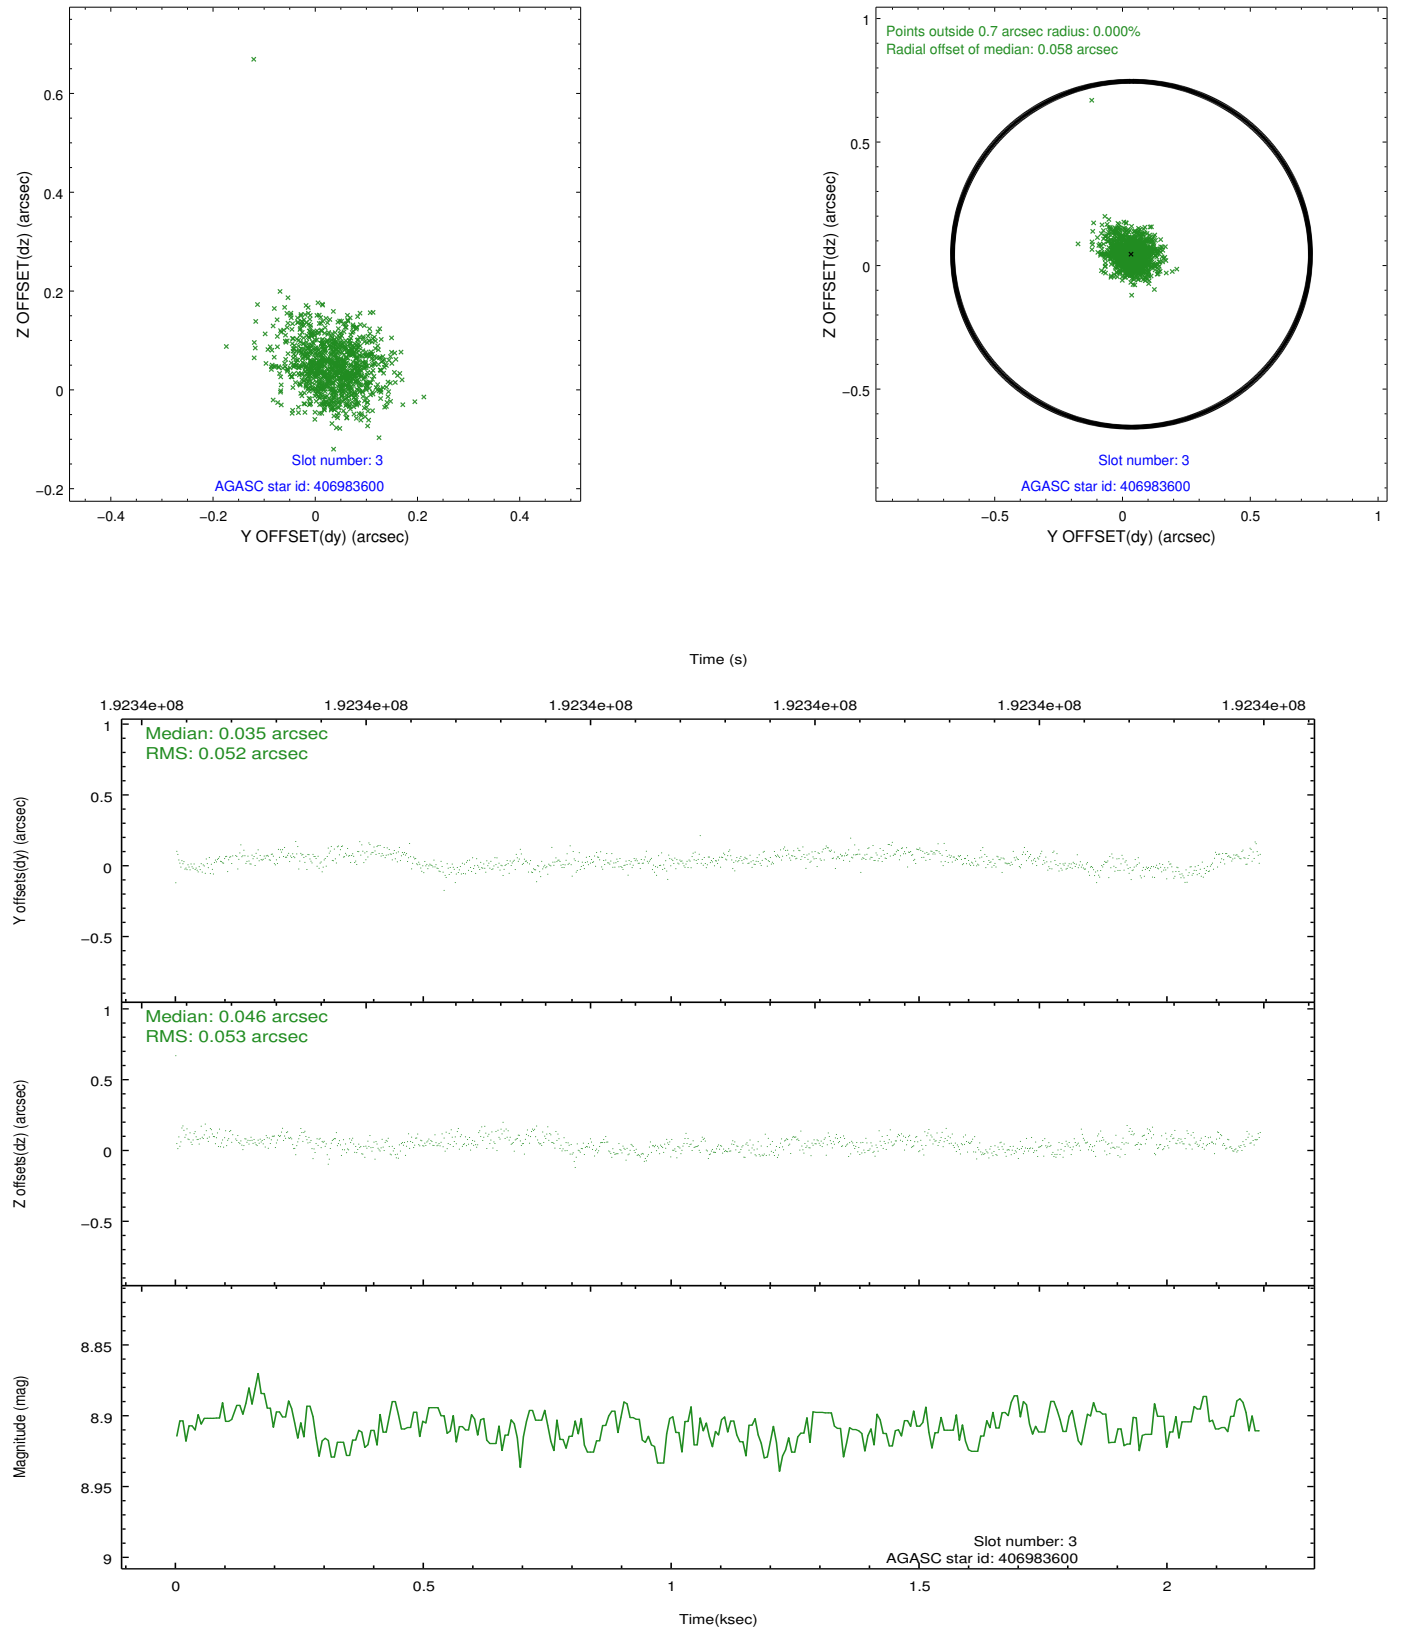 0.6
0.4
0.2
0
−0.2
−0.4
−0.2
0
0.2
0.4
Z OFFSET(dz) (arcsec)
Y OFFSET(dy) (arcsec)
Slot number: 3
AGASC star id: 406983600
Points outside 0.7 arcsec radius: 0.000%
Radial offset of median: 0.058 arcsec
1
0.5
0
−0.5
−0.5
0
0.5
1
Z OFFSET(dz) (arcsec)
Y OFFSET(dy) (arcsec)
Slot number: 3
AGASC star id: 406983600
Time (s)
1.9234e+08 1.9234e+08 1.9234e+08 1.9234e+08 1.9234e+08 1.9234e+08
Median: 0.035 arcsec
RMS: 0.052 arcsec
1
0.5
0
−0.5
Y offsets(dy) (arcsec)
Median: 0.046 arcsec
RMS: 0.053 arcsec
1
0.5
0
−0.5
Z offsets(dz) (arcsec)
8.85
8.9
8.95
9
Magnitude (mag)
Slot number: 3
AGASC star id: 406983600
0 0.5 1 1.5 2
Time(ksec)